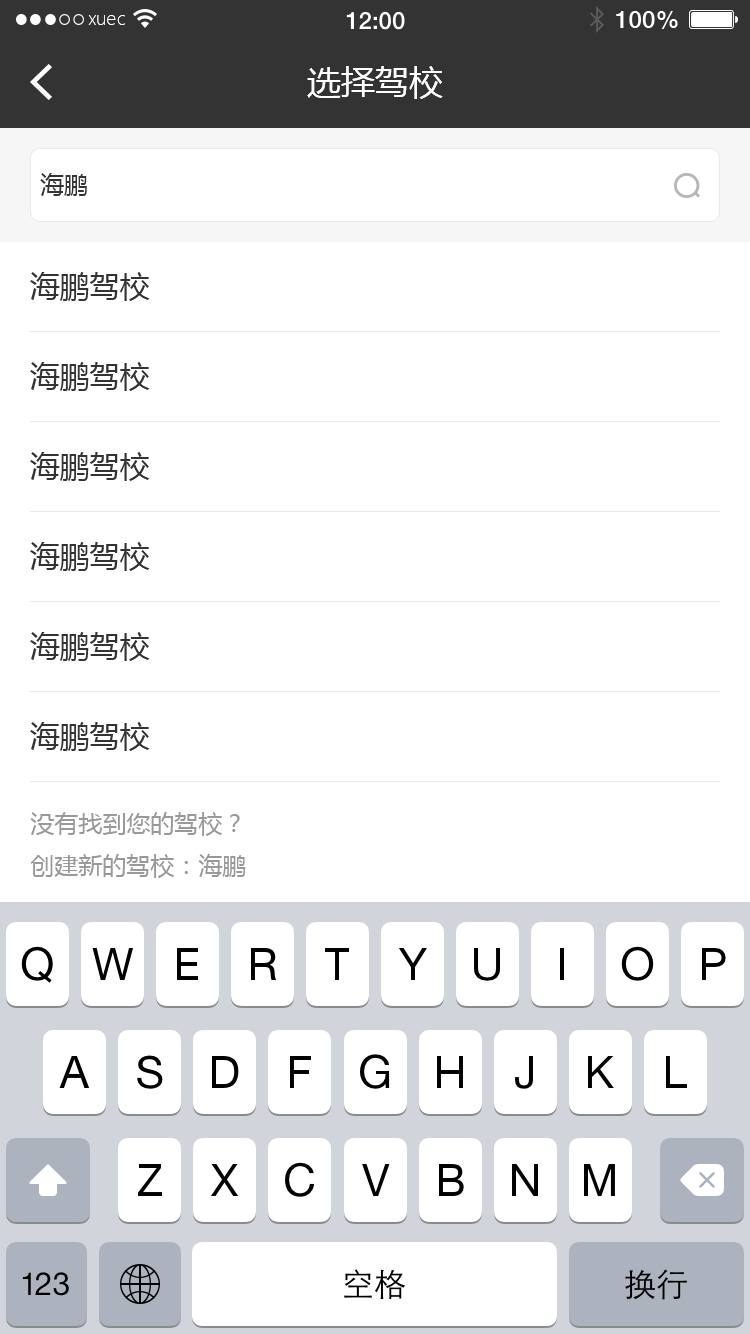 xuec 12:00 100%
选择驾校
海鹏
海鹏驾校
海鹏驾校
海鹏驾校
海鹏驾校
海鹏驾校
海鹏驾校
没有找到您的驾校？
创建新的驾校：海鹏
Q W E R T Y U I O P
A S D F G H J K L
Z X C V B N M
123 空格 换行